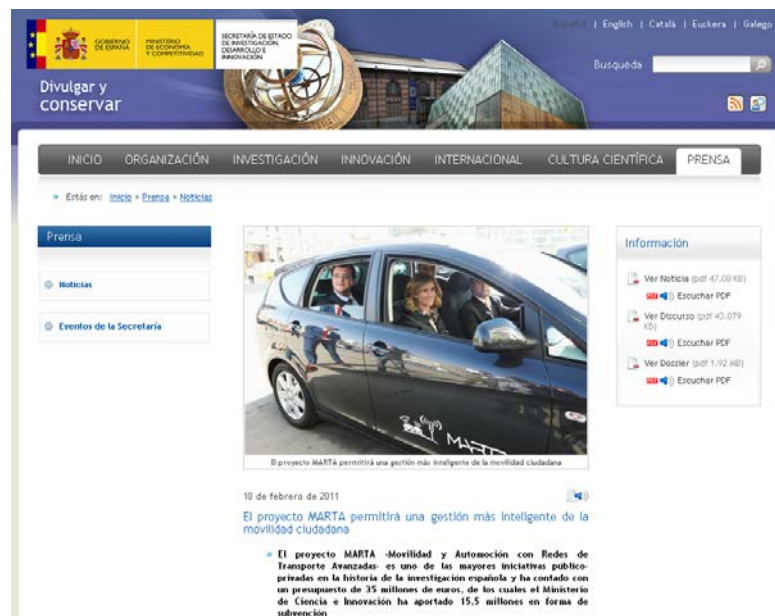 GOBIERNO
DE ESPAÑA
MINISTERIO
DE ECONOMÍA
Y COMPETITIVIDAD
SECRETARÍA DE ESTADO
DE INVESTIGACIÓN,
DESARROLLO E
INNOVACIÓN
Español | English | Català | Euskera | Galego
Busqueda
Divulgar y
conservar
INICIO ORGANIZACIÓN INVESTIGACIÓN INNOVACIÓN INTERNACIONAL CULTURA CIENTÍFICA PRENSA
Estás en: Inicio > Prensa > Noticias
Prensa
Noticias
Eventos de la Secretaría
MARTA
El proyecto MARTA permitirá una gestión más inteligente de la movilidad ciudadana
10 de febrero de 2011
El proyecto MARTA permitirá una gestión más inteligente de la
movilidad ciudadana
El proyecto MARTA -Movilidad y Automoción con Redes de
Transporte Avanzadas- es uno de las mayores iniciativas publico-
privadas en la historia de la investigación española y ha contado con
un presupuesto de 35 millones de euros, de los cuales el Ministerio
de Ciencia e Innovación ha aportado 15,5 millones en forma de
subvención
Información
Ver Noticia (pdf 47.08 KB)
Escuchar PDF
Ver Discurso (pdf 43.079
KB)
Escuchar PDF
Ver Dossier (pdf 1.92 MB)
Escuchar PDF